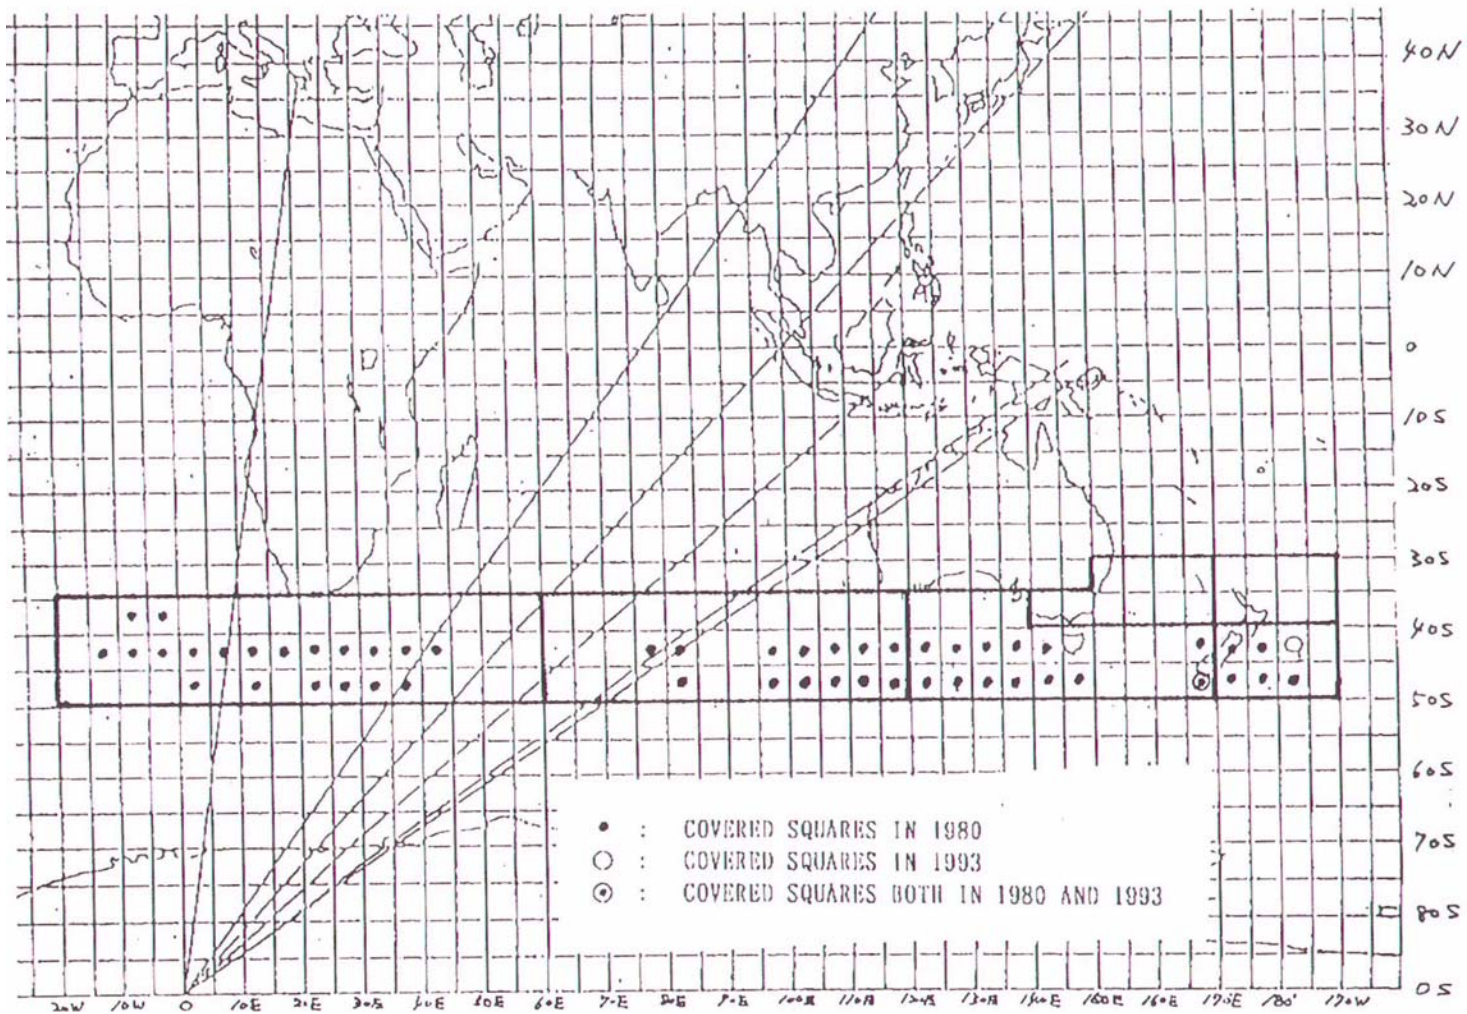 40N
30N
20N
10N
0
10S
20S
30S
40S
50S
60S
70S
80S
0S
● : COVERED SQUARES IN 1980
○ : COVERED SQUARES IN 1993
◉ : COVERED SQUARES BOTH IN 1980 AND 1993
20W 10W 0 10E 20E 30E 40E 50E 60E 7-E 80E 9-E 100E 110E 120E 130E 140E 150E 160E 170E 180° 170W